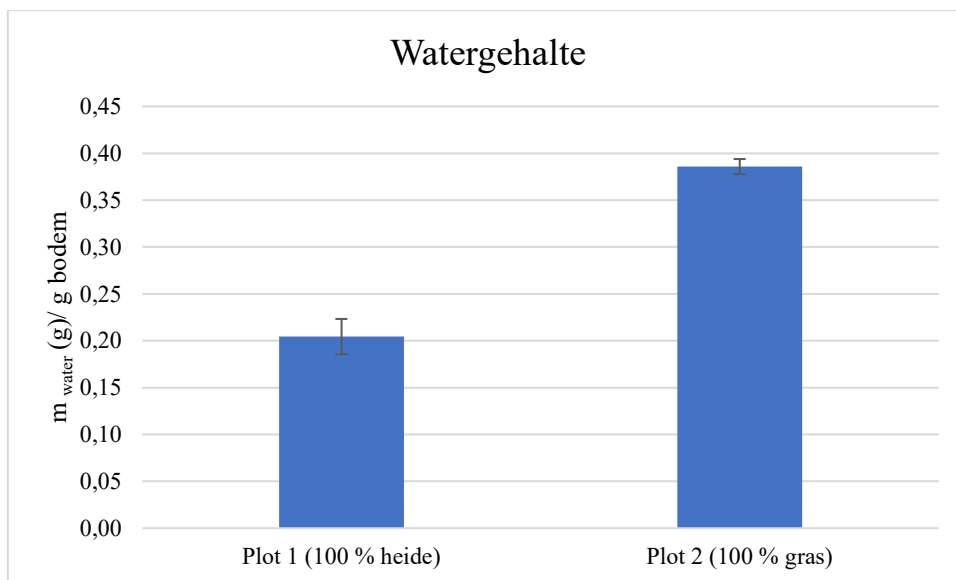 Watergehalte
m water (g)/ g bodem
0,45
0,40
0,35
0,30
0,25
0,20
0,15
0,10
0,05
0,00
Plot 1 (100 % heide)
Plot 2 (100 % gras)